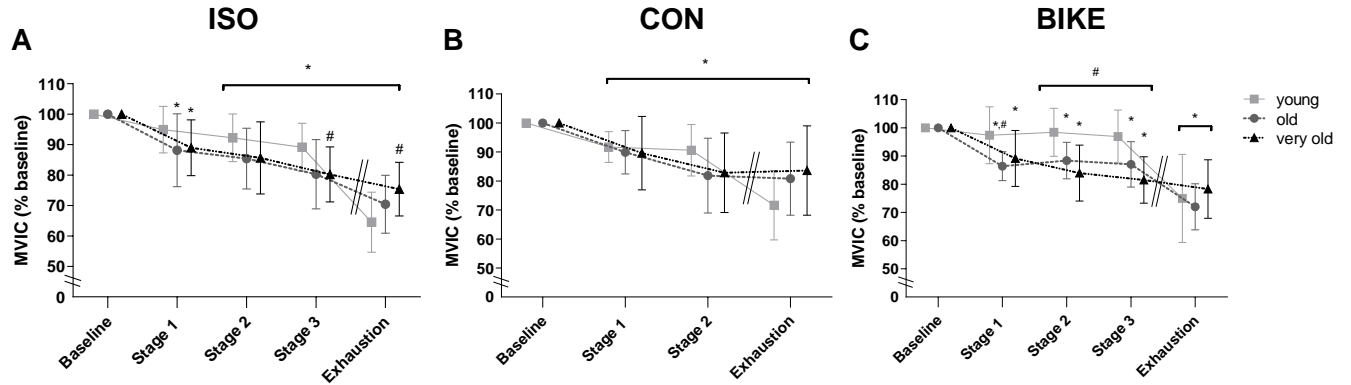 ISO
CON
BIKE
A
B
C
MVIC (% baseline)
110
100
90
80
70
60
50
0
* * * # #
Baseline
Stage 1
Stage 2
Stage 3
Exhaustion
MVIC (% baseline)
110
100
90
80
70
60
50
0
*
Baseline
Stage 1
Stage 2
Exhaustion
MVIC (% baseline)
110
100
90
80
70
60
50
0
#
*,# * * * * * *
Baseline
Stage 1
Stage 2
Stage 3
Exhaustion
young
old
very old